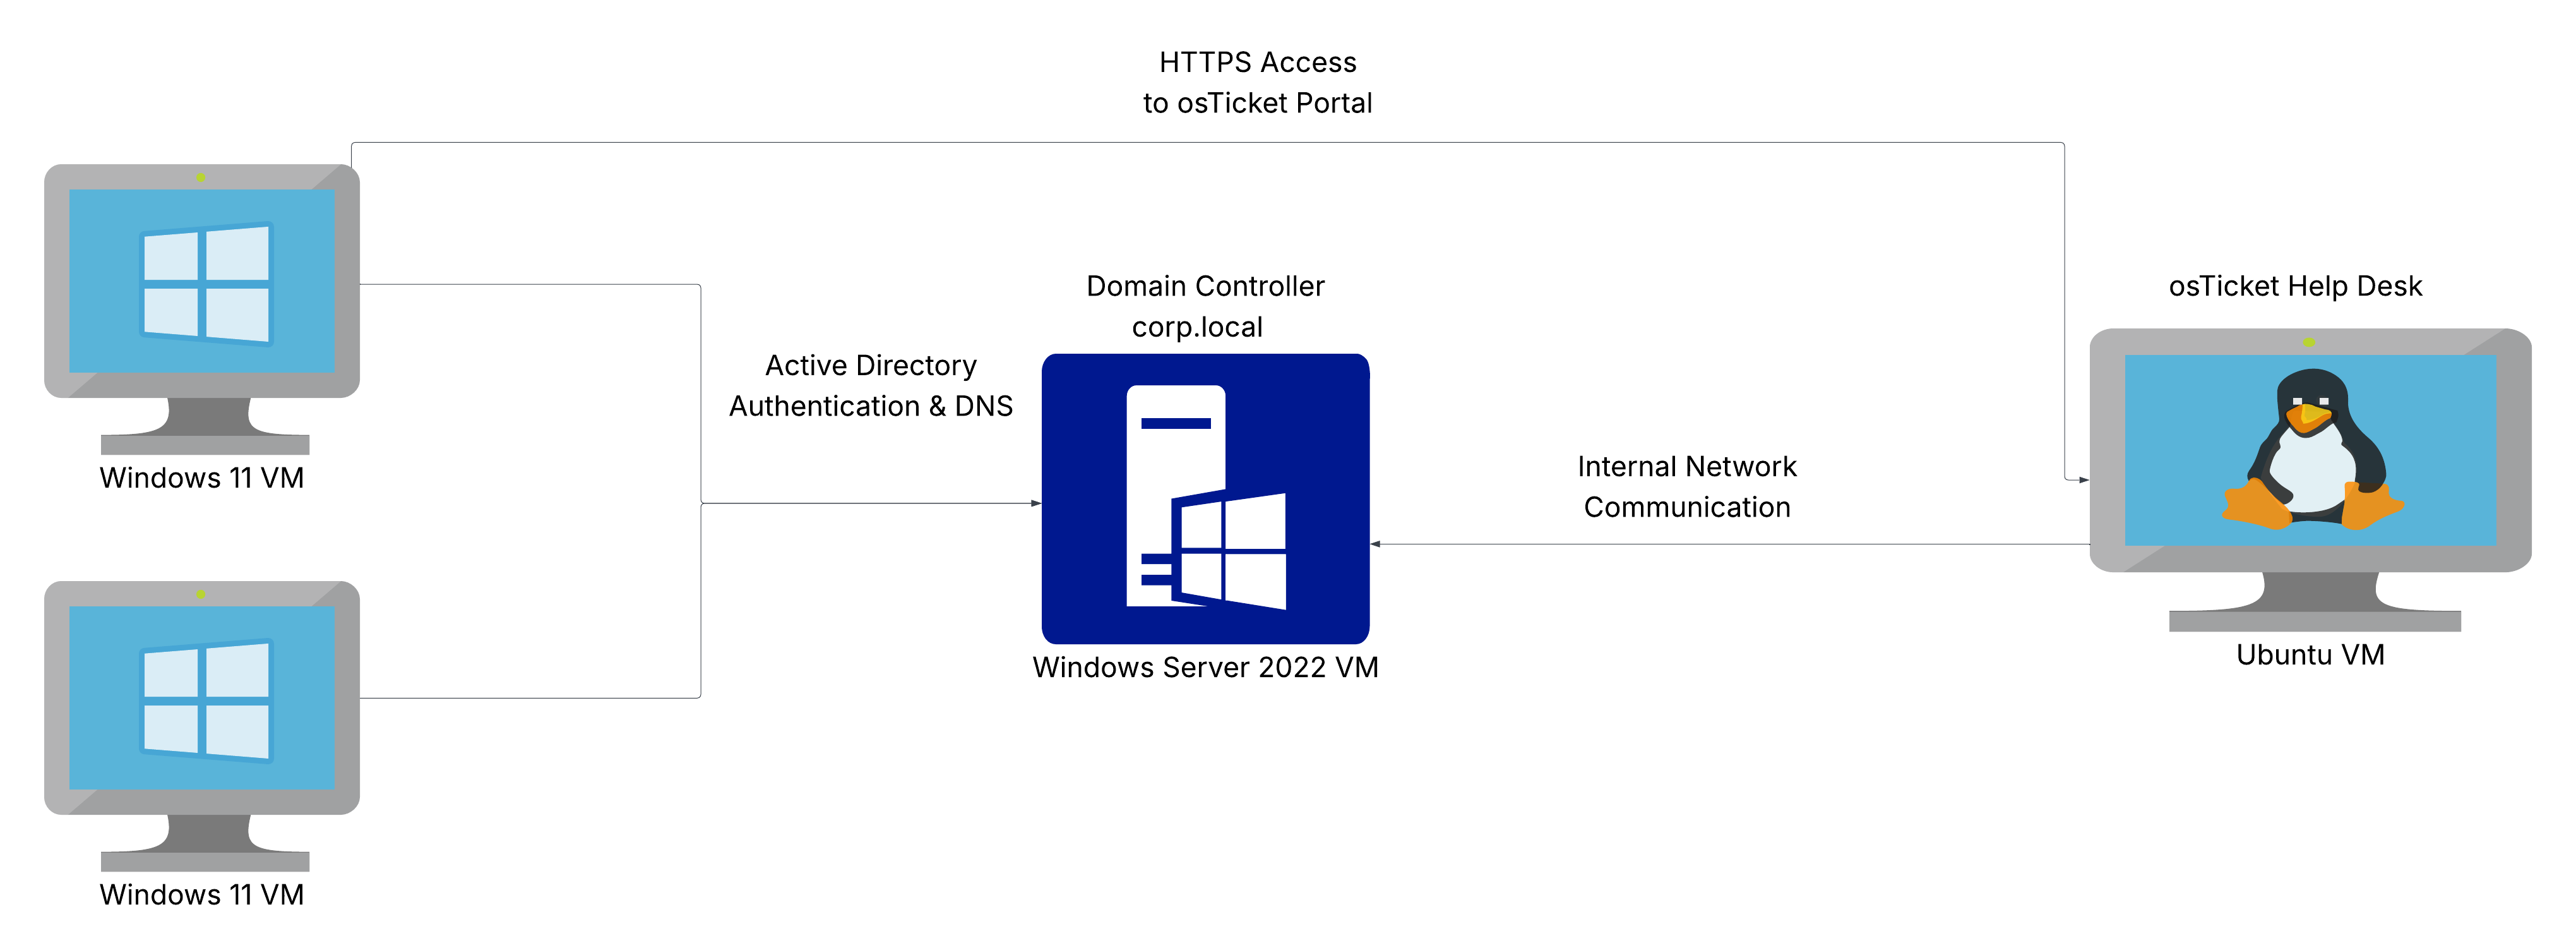 HTTPS Access
to osTicket Portal
Windows 11 VM
Active Directory
Authentication & DNS
Domain Controller
corp.local
Windows Server 2022 VM
Internal Network
Communication
osTicket Help Desk
Ubuntu VM
Windows 11 VM